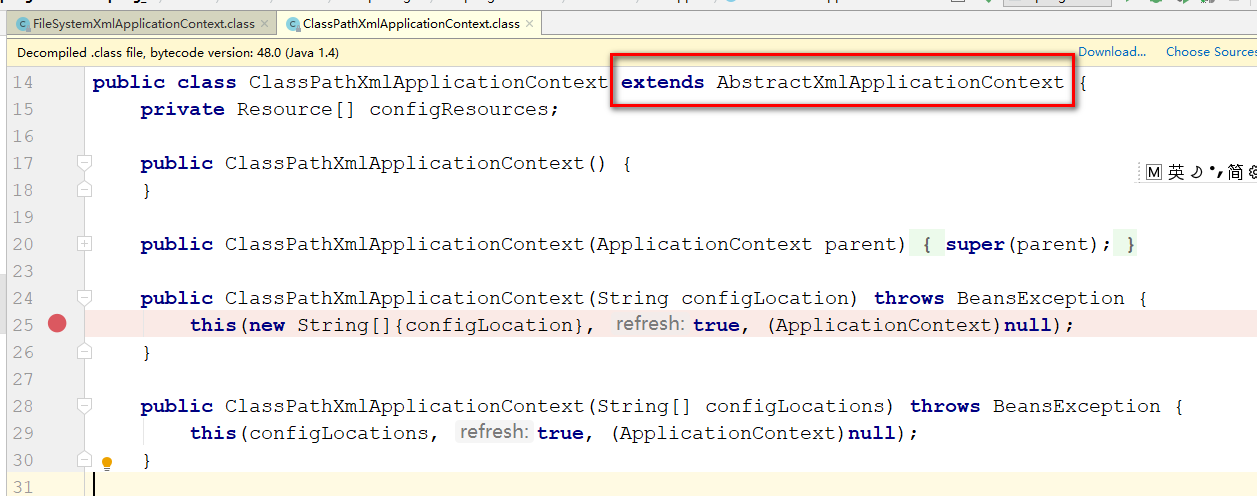 FileSystemXmlApplicationContext.class × ClassPathXmlApplicationContext.class ×
Decompiled .class file, bytecode version: 48.0 (Java 1.4) Download... Choose Sources
14 public class ClassPathXmlApplicationContext extends AbstractXmlApplicationContext {
15 private Resource[] configResources;
16
17 public ClassPathXmlApplicationContext() {
18 }
19
20 public ClassPathXmlApplicationContext(ApplicationContext parent) { super(parent); }
23
24 public ClassPathXmlApplicationContext(String configLocation) throws BeansException {
25 this(new String[]{configLocation}, refresh: true, (ApplicationContext)null);
26 }
27
28 public ClassPathXmlApplicationContext(String[] configLocations) throws BeansException {
29 this(configLocations, refresh: true, (ApplicationContext)null);
30 }
31
M 英 简